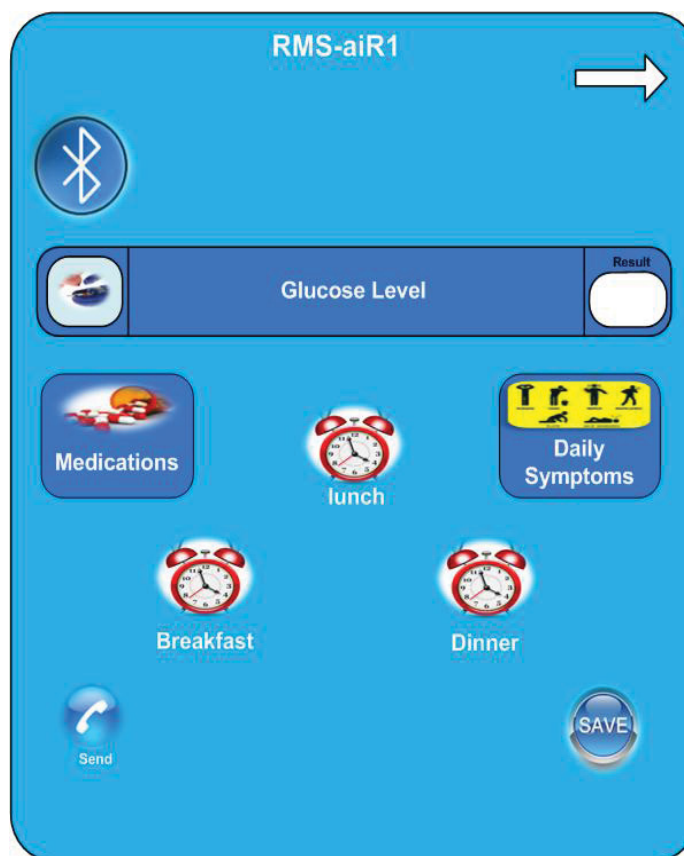 RMS-aiR1
Result
Glucose Level
Medications
lunch
Daily
Symptoms
Breakfast
Dinner
Send
SAVE